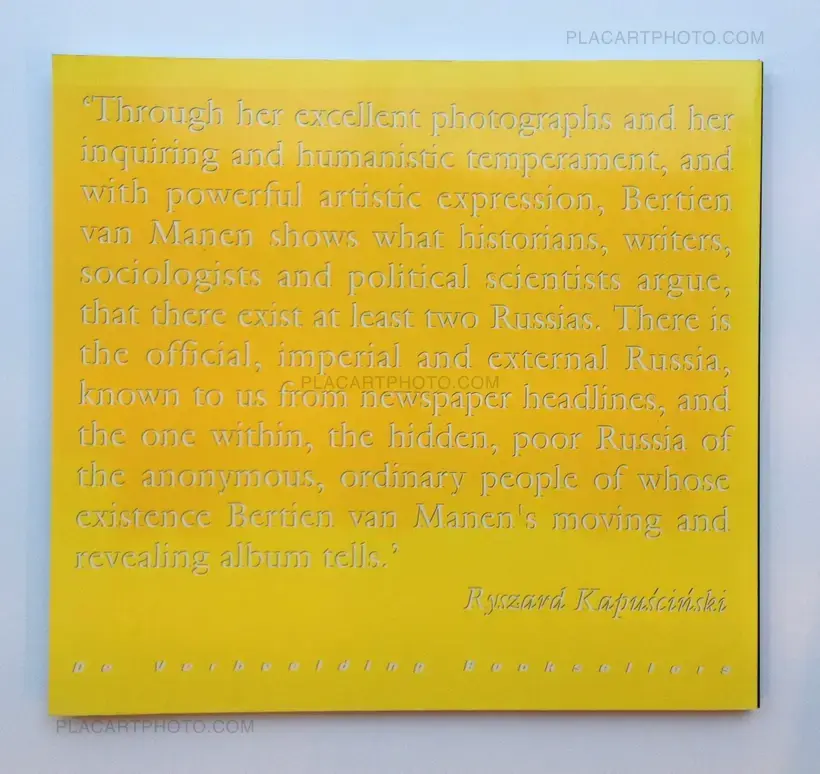 PLACARTPHOTO.COM
‘Through her excellent photographs and her
inquiring and humanistic temperament, and
with powerful artistic expression, Bertien
van Manen shows what historians, writers,
sociologists and political scientists argue,
that there exist at least two Russias. There is
the official, imperial and external Russia,
PLACARTPHOTO.COM
known to us from newspaper headlines, and
the one within, the hidden, poor Russia of
the anonymous, ordinary people of whose
existence Bertien van Manen's moving and
revealing album tells.’
Ryszard Kapuściński
De Verbeelding Booksellers
PLACARTPHOTO.COM